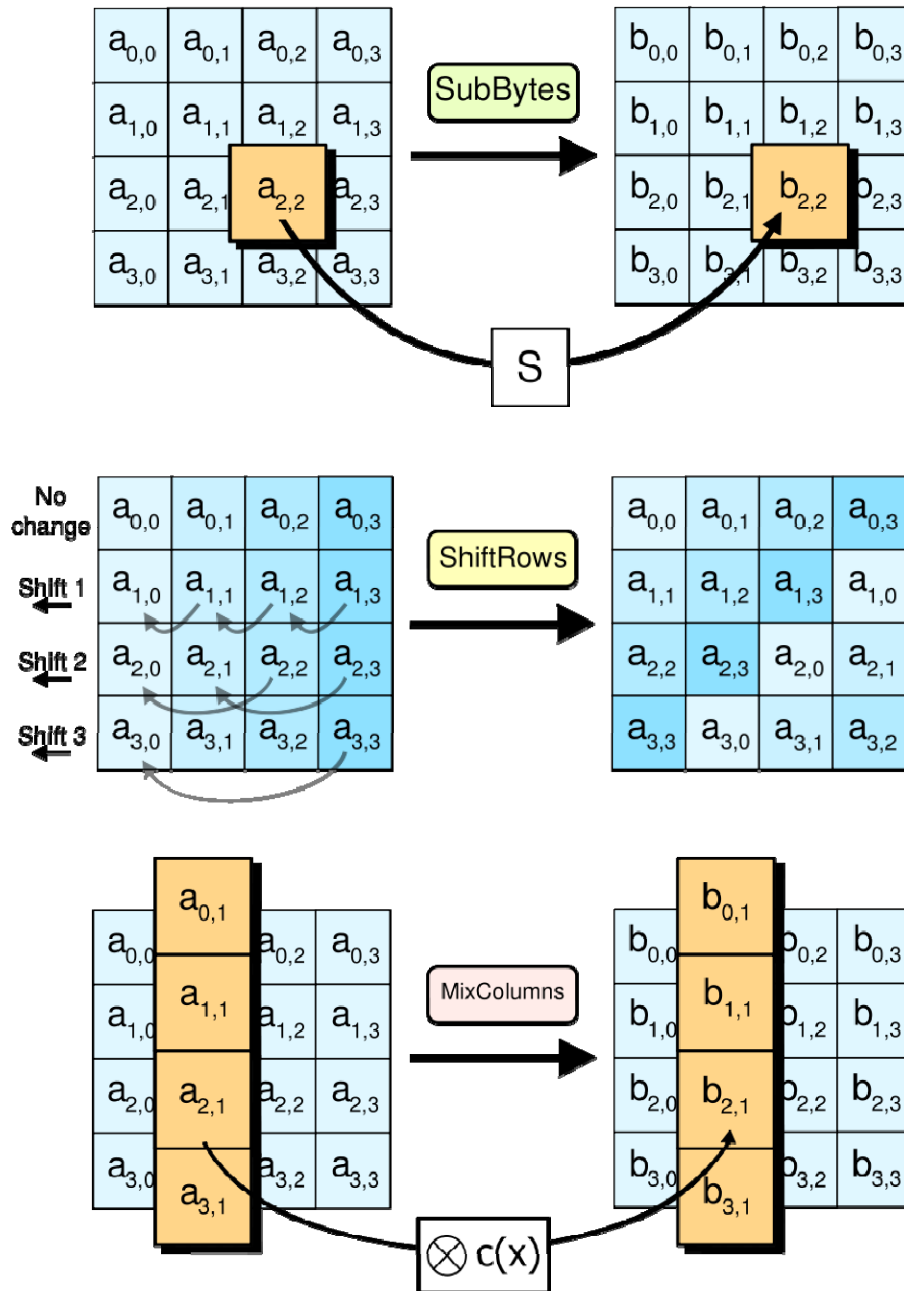 a0,0 a0,1 a0,2 a0,3 b0,0 b0,1 b0,2 b0,3
SubBytes
a1,0 a1,1 a1,2 a1,3 b1,0 b1,1 b1,2 b1,3
a2,0 a2,1 a2,2 a2,3 b2,0 b2,1 b2,2 b2,3
a3,0 a3,1 a3,2 a3,3 b3,0 b3,1 b3,2 b3,3
S
No
change
a0,0 a0,1 a0,2 a0,3 a0,0 a0,1 a0,2 a0,3
ShiftRows
Shift 1 a1,0 a1,1 a1,2 a1,3 a1,1 a1,2 a1,3 a1,0
Shift 2 a2,0 a2,1 a2,2 a2,3 a2,2 a2,3 a2,0 a2,1
Shift 3 a3,0 a3,1 a3,2 a3,3 a3,3 a3,0 a3,1 a3,2
a0,0 a0,1 a0,2 a0,3 b0,0 b0,1 b0,2 b0,3
MixColumns
a1,0 a1,1 a1,2 a1,3 b1,0 b1,1 b1,2 b1,3
a2,0 a2,1 a2,2 a2,3 b2,0 b2,1 b2,2 b2,3
a3,0 a3,1 a3,2 a3,3 b3,0 b3,1 b3,2 b3,3
⊗ c(x)